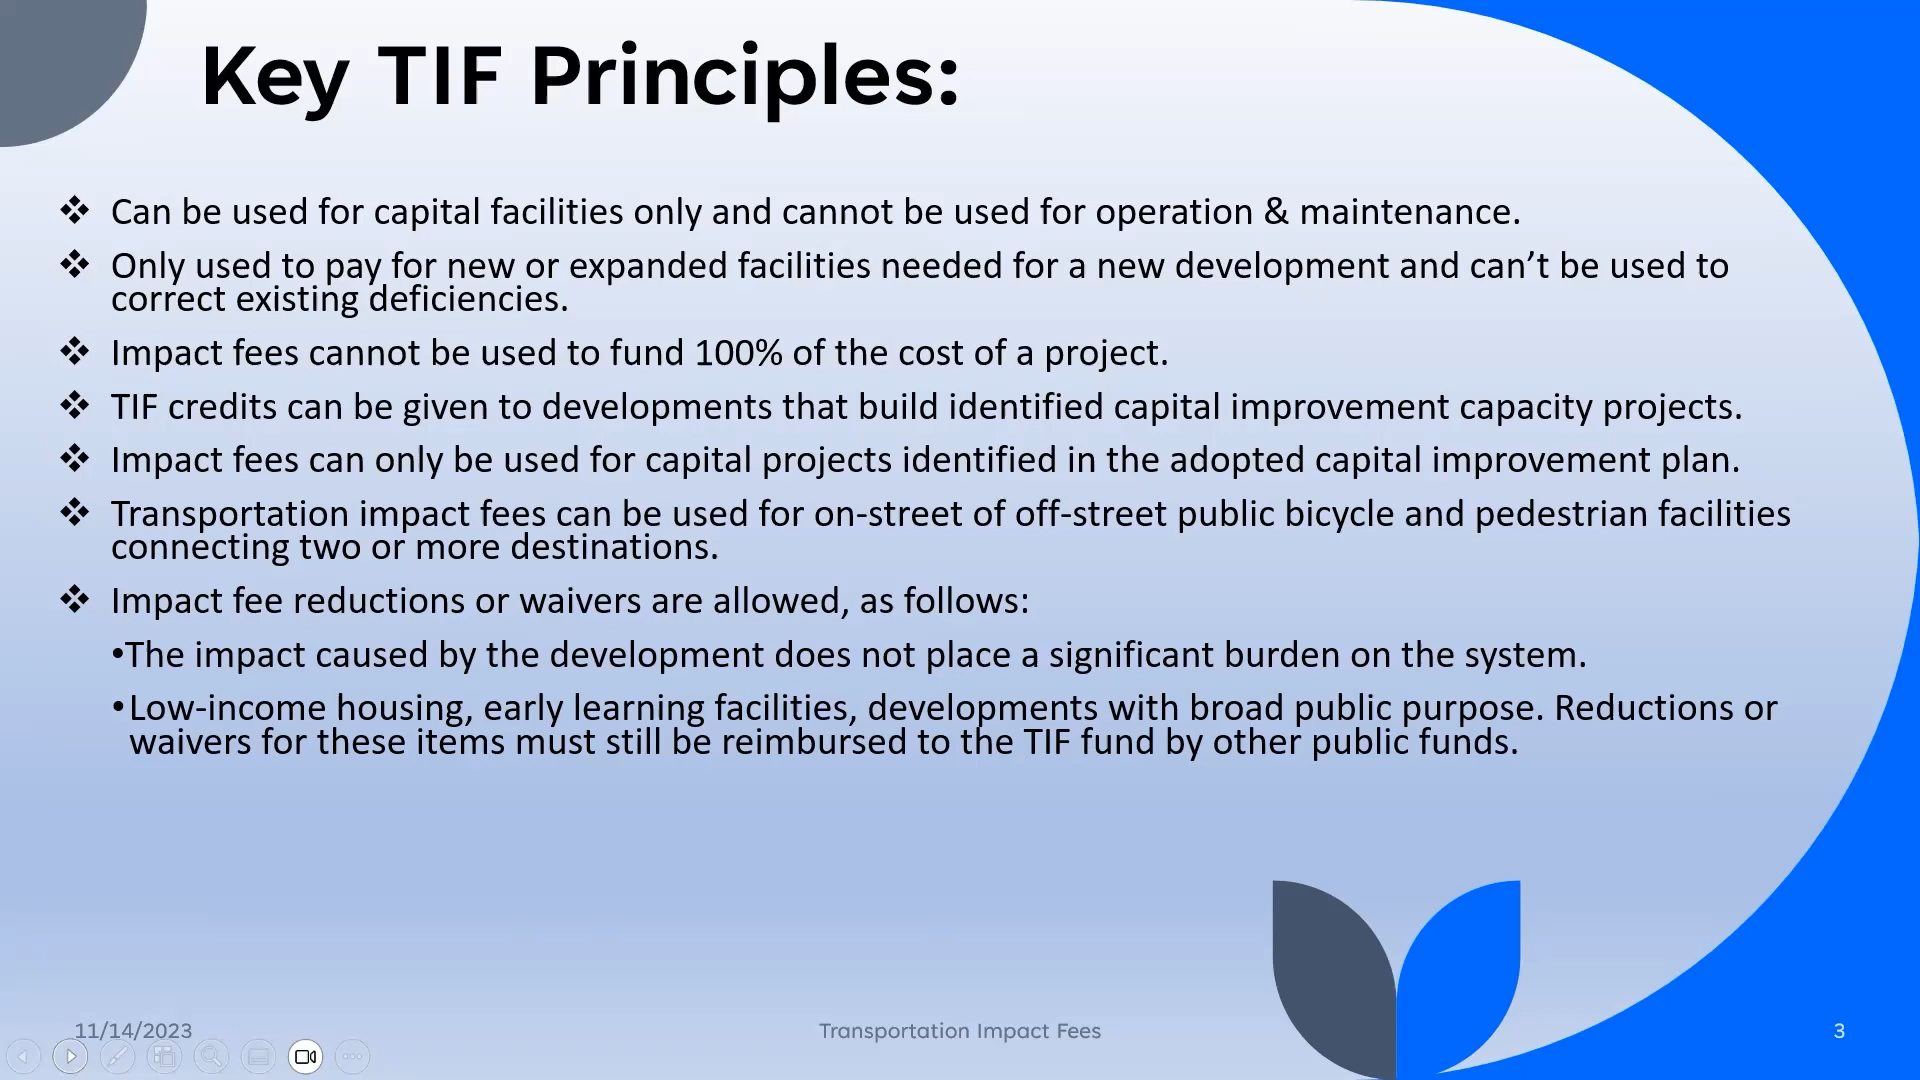 Key TIF Principles:
❖ Can be used for capital facilities only and cannot be used for operation & maintenance.
❖ Only used to pay for new or expanded facilities needed for a new development and can’t be used to
correct existing deficiencies.
❖ Impact fees cannot be used to fund 100% of the cost of a project.
❖ TIF credits can be given to developments that build identified capital improvement capacity projects.
❖ Impact fees can only be used for capital projects identified in the adopted capital improvement plan.
❖ Transportation impact fees can be used for on-street of off-street public bicycle and pedestrian facilities
connecting two or more destinations.
❖ Impact fee reductions or waivers are allowed, as follows:
•The impact caused by the development does not place a significant burden on the system.
•Low-income housing, early learning facilities, developments with broad public purpose. Reductions or
waivers for these items must still be reimbursed to the TIF fund by other public funds.
11/14/2023
Transportation Impact Fees
3